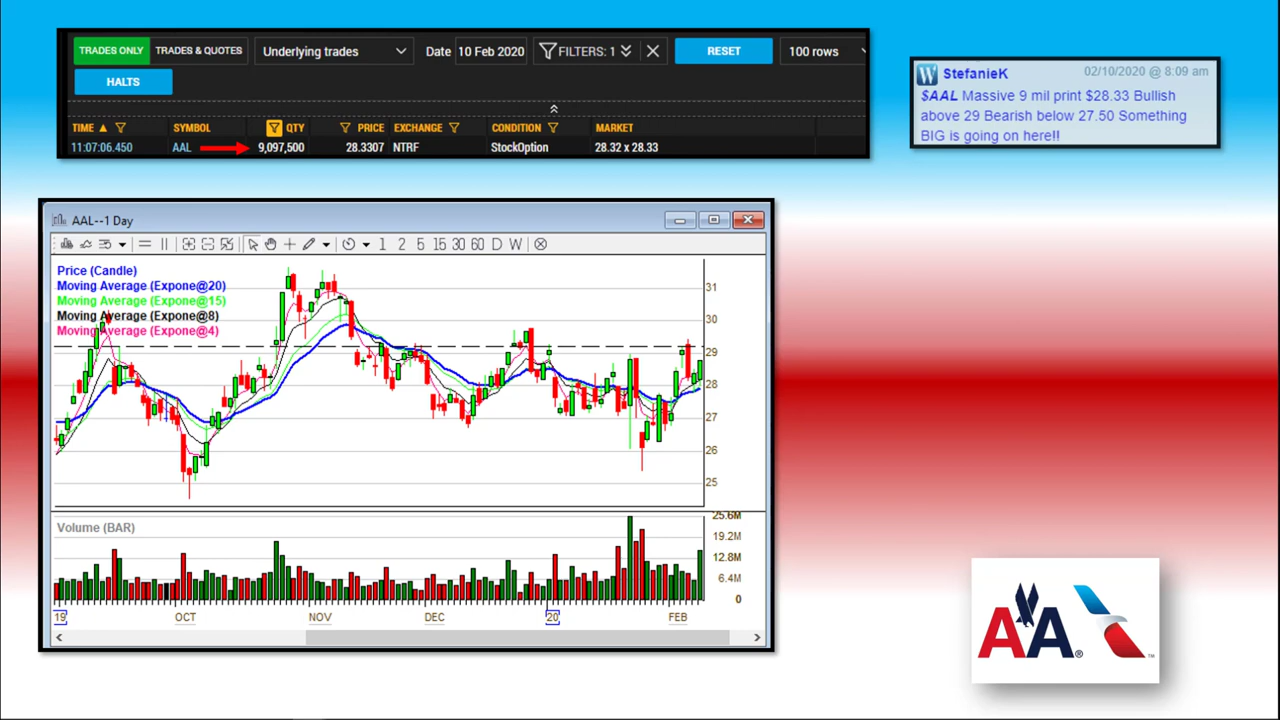 TRADES ONLY TRADES & QUOTES Underlying trades Date 10 Feb 2020 FILTERS: 1 RESET 100 rows
HALTS
TIME SYMBOL QTY PRICE EXCHANGE CONDITION MARKET
11:07:06.450 AAL 9,097,500 28.3307 NTRF StockOption 28.32 x 28.33
W StefanieK 02/10/2020 @ 8:09 am
$AAL Massive 9 mil print $28.33 Bullish
above 29 Bearish below 27.50 Something
BIG is going on here!!
AAL--1 Day
1 2 5 15 30 60 D W
Price (Candle)
Moving Average (Expone@20)
Moving Average (Expone@15)
Moving Average (Expone@8)
Moving Average (Expone@4)
31
30
29
28
27
26
25
Volume (BAR)
25.6M
19.2M
12.8M
6.4M
0
19 OCT NOV DEC 20 FEB
AA ® ™